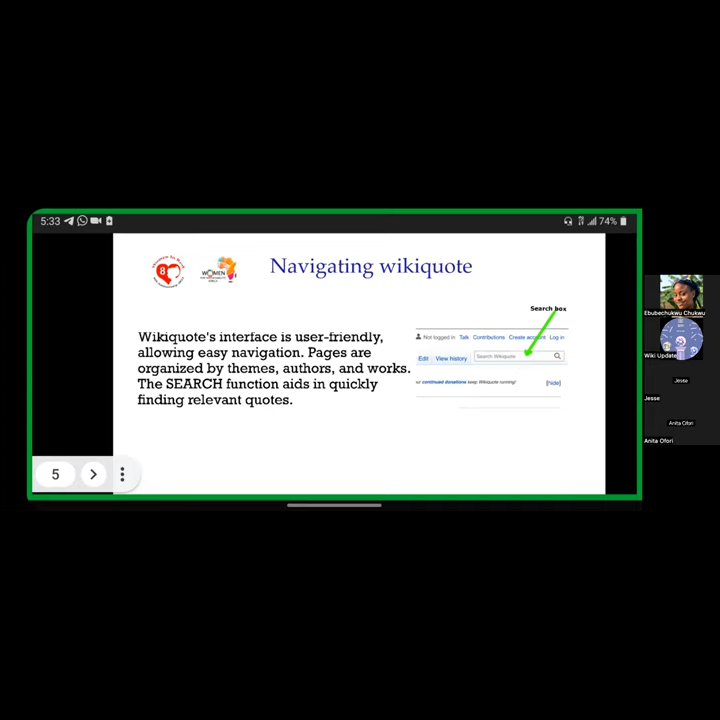 5:33
74%
8
WOMEN
Navigating wikiquote
Search box
Not logged in Talk Contributions Create account Log in
Edit View history Search Wikiquote
our continued donations keep Wikiquote running!
[hide]
Wikiquote's interface is user-friendly,
allowing easy navigation. Pages are
organized by themes, authors, and works.
The SEARCH function aids in quickly
finding relevant quotes.
5
Ebubechukwu Chukwu
Wiki Update
Jesse
Jesse
Anita Ofori
Anita Ofori